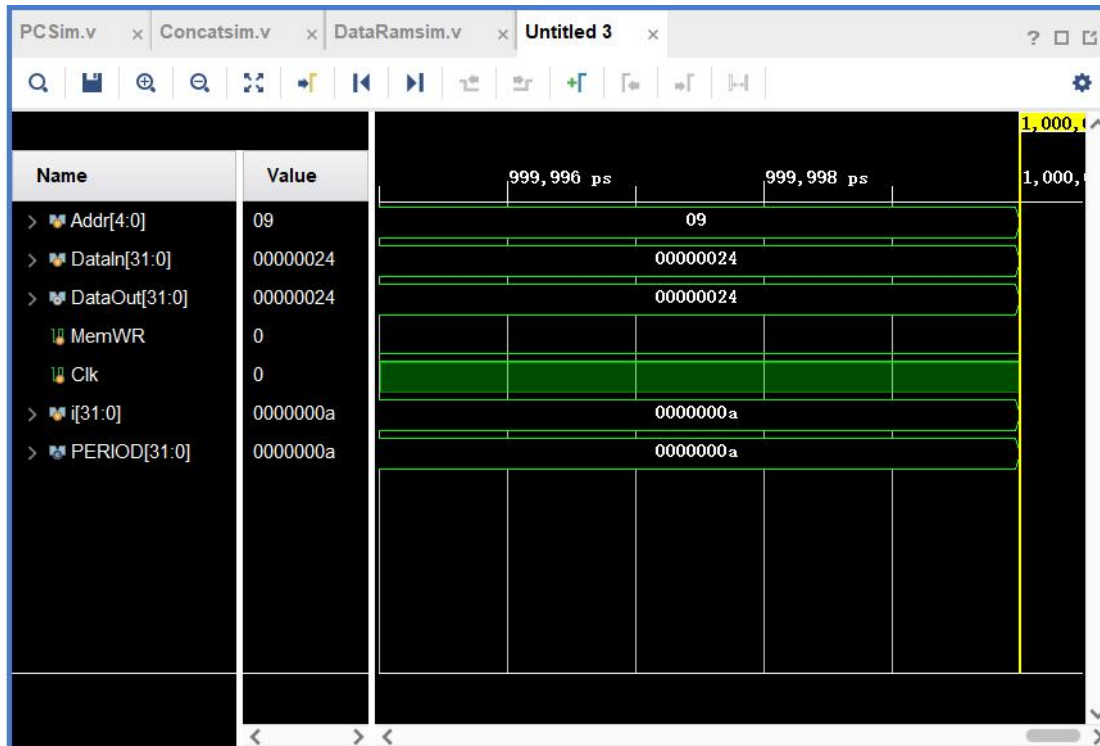 PCSim.v × Concatsim.v × DataRamsim.v × Untitled 3 ×
?
1,000,
Name Value 999,996 ps 999,998 ps 1,000,
Addr[4:0] 09 09
DataIn[31:0] 00000024 00000024
DataOut[31:0] 00000024 00000024
MemWR 0
Clk 0
i[31:0] 0000000a 0000000a
PERIOD[31:0] 0000000a 0000000a